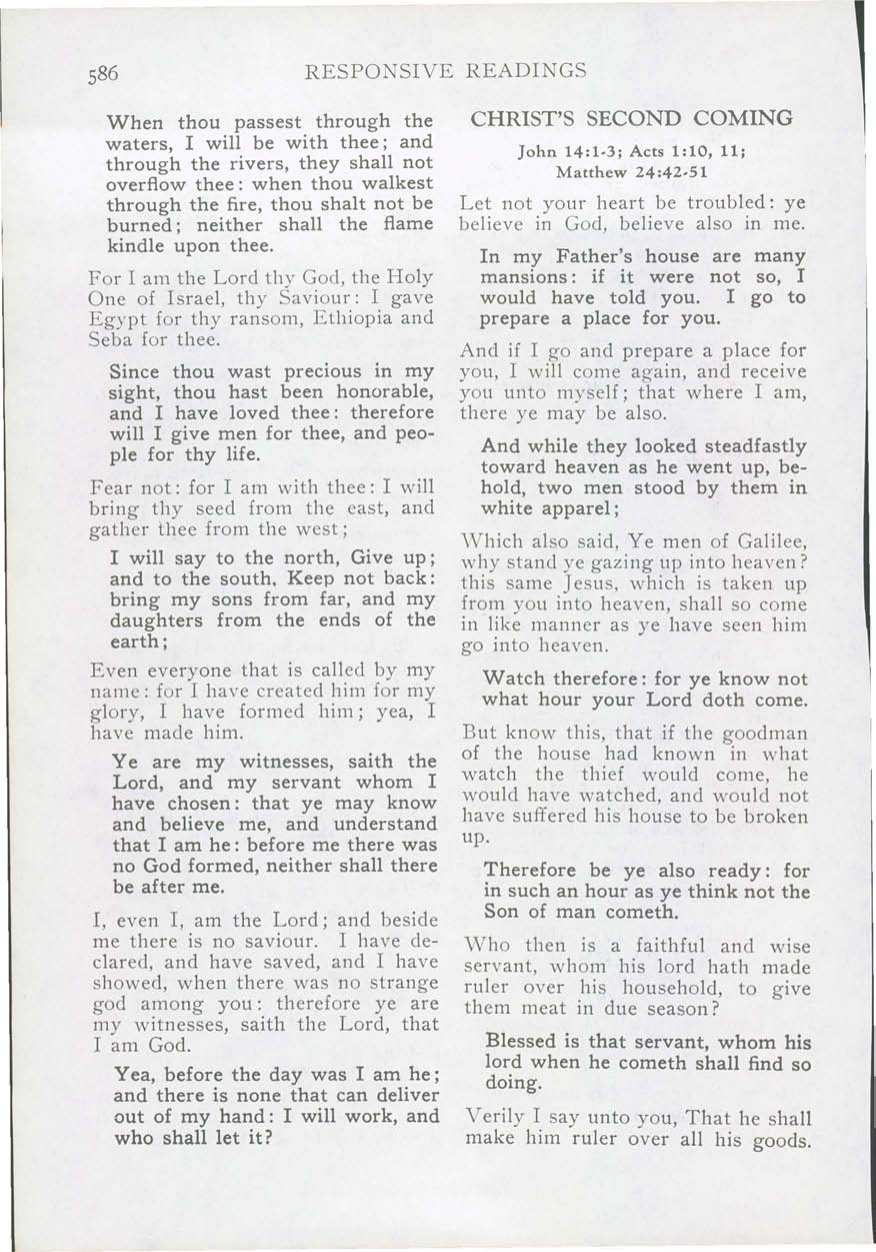 586
RESPONSIVE READINGS
When thou passest through the
waters, I will be with thee; and
through the rivers, they shall not
overflow thee: when thou walkest
through the fire, thou shalt not be
burned; neither shall the flame
kindle upon thee.
For I am the Lord thy God, the Holy
One of Israel, thy Saviour: I gave
Egypt for thy ransom, Ethiopia and
Seba for thee.
Since thou wast precious in my
sight, thou hast been honorable,
and I have loved thee: therefore
will I give men for thee, and peo-
ple for thy life.
Fear not: for I am with thee: I will
bring thy seed from the east, and
gather thee from the west;
I will say to the north, Give up;
and to the south, Keep not back:
bring my sons from far, and my
daughters from the ends of the
earth;
Even everyone that is called by my
name: for I have created him for my
glory, I have formed him; yea, I
have made him.
Ye are my witnesses, saith the
Lord, and my servant whom I
have chosen: that ye may know
and believe me, and understand
that I am he: before me there was
no God formed, neither shall there
be after me.
I, even I, am the Lord; and beside
me there is no saviour. I have de-
clared, and have saved, and I have
showed, when there was no strange
god among you: therefore ye are
my witnesses, saith the Lord, that
I am God.
Yea, before the day was I am he;
and there is none that can deliver
out of my hand: I will work, and
who shall let it?
CHRIST'S SECOND COMING
John 14:1-3; Acts 1:10, 11;
Matthew 24:42-51
Let not your heart be troubled: ye
believe in God, believe also in me.
In my Father's house are many
mansions: if it were not so, I
would have told you. I go to
prepare a place for you.
And if I go and prepare a place for
you, I will come again, and receive
you unto myself; that where I am,
there ye may be also.
And while they looked steadfastly
toward heaven as he went up, be-
hold, two men stood by them in
white apparel;
Which also said, Ye men of Galilee,
why stand ye gazing up into heaven?
this same Jesus, which is taken up
from you into heaven, shall so come
in like manner as ye have seen him
go into heaven.
Watch therefore: for ye know not
what hour your Lord doth come.
But know this, that if the goodman
of the house had known in what
watch the thief would come, he
would have watched, and would not
have suffered his house to be broken
up.
Therefore be ye also ready: for
in such an hour as ye think not the
Son of man cometh.
Who then is a faithful and wise
servant, whom his lord hath made
ruler over his household, to give
them meat in due season?
Blessed is that servant, whom his
lord when he cometh shall find so
doing.
Verily I say unto you, That he shall
make him ruler over all his goods.